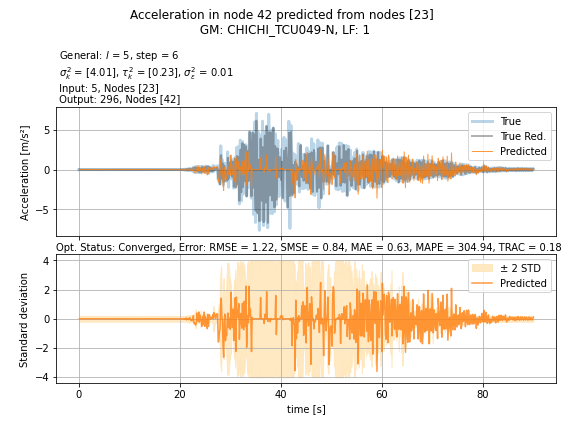 Acceleration in node 42 predicted from nodes [23]
GM: CHICHI_TCU049-N, LF: 1
General: l = 5, step = 6
σ²ₖ = [4.01], τ²ₖ = [0.23], σ²ε = 0.01
Input: 5, Nodes [23]
Output: 296, Nodes [42]
Acceleration [m/s²]
5
0
−5
True
True Red.
Predicted
Opt. Status: Converged, Error: RMSE = 1.22, SMSE = 0.84, MAE = 0.63, MAPE = 304.94, TRAC = 0.18
Standard deviation
4
2
0
−2
−4
± 2 STD
Predicted
0 20 40 60 80
time [s]